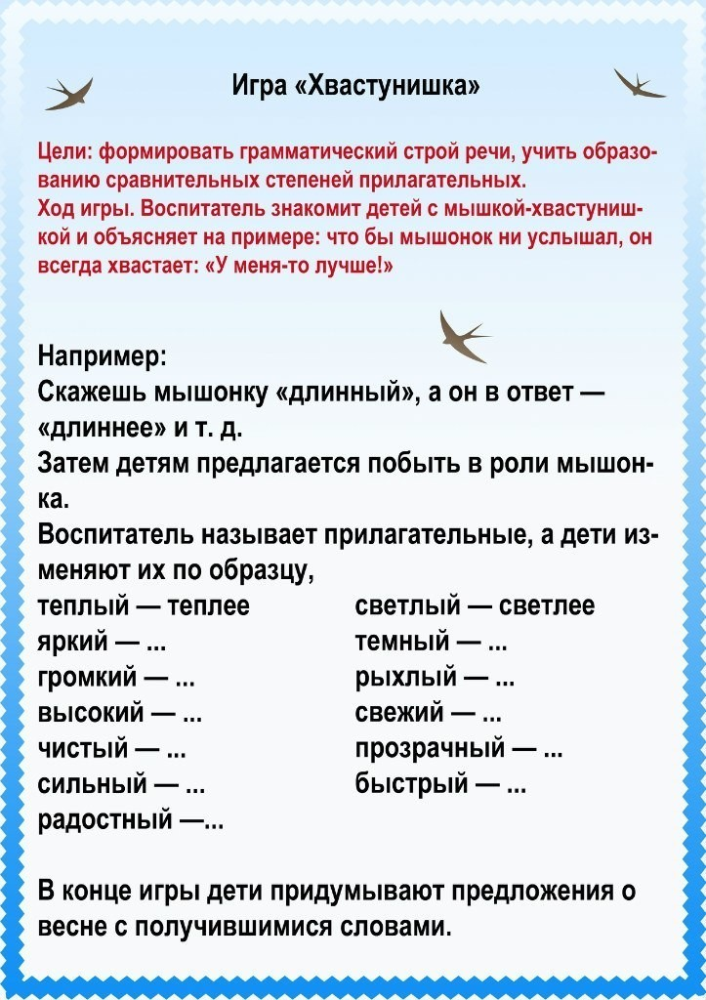 Игра «Хвастунишка»
Цели: формировать грамматический строй речи, учить образо-
ванию сравнительных степеней прилагательных.
Ход игры. Воспитатель знакомит детей с мышкой-хвастуниш-
кой и объясняет на примере: что бы мышонок ни услышал, он
всегда хвастает: «У меня-то лучше!»
Например:
Скажешь мышонку «длинный», а он в ответ —
«длиннее» и т. д.
Затем детям предлагается побыть в роли мышон-
ка.
Воспитатель называет прилагательные, а дети из-
меняют их по образцу,
теплый — теплее светлый — светлее
яркий — ... темный — ...
громкий — ... рыхлый — ...
высокий — ... свежий — ...
чистый — ... прозрачный — ...
сильный — ... быстрый — ...
радостный —...
В конце игры дети придумывают предложения о
весне с получившимися словами.